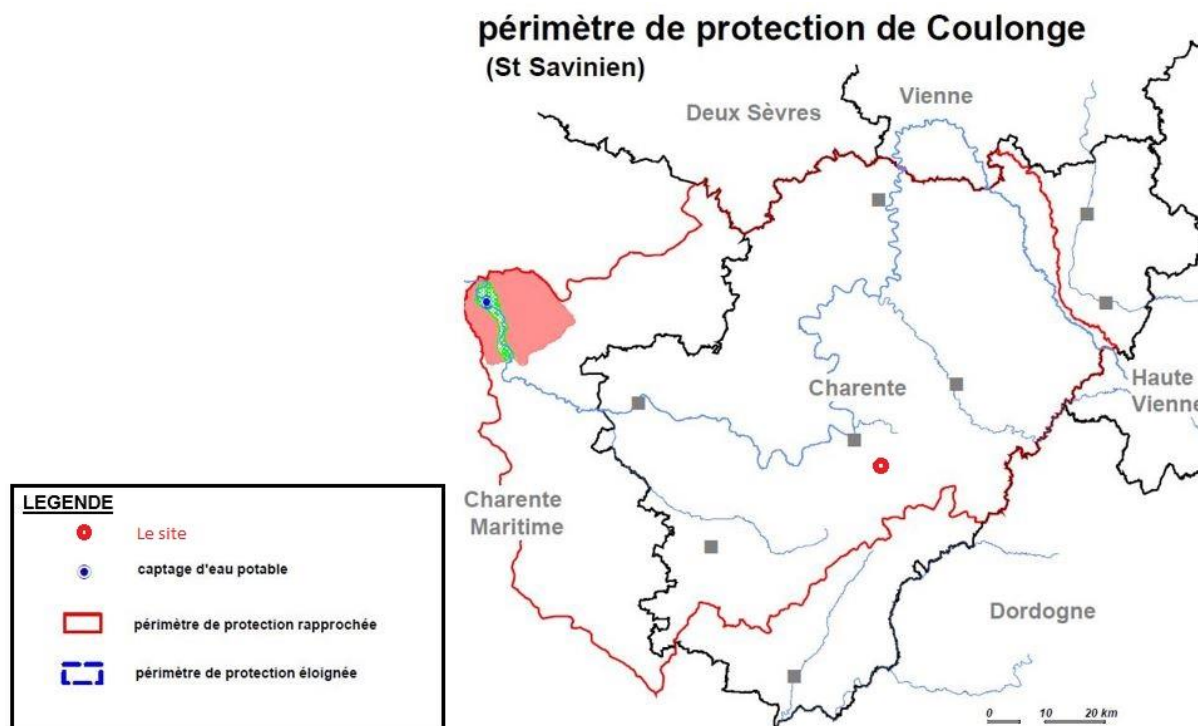 périmètre de protection de Coulonge
(St Savinien)
Deux Sèvres
Vienne
Charente
Haute
Vienne
Charente
Maritime
Dordogne
0 10 20 km
LEGENDE
Le site
captage d'eau potable
périmètre de protection rapprochée
périmètre de protection éloignée